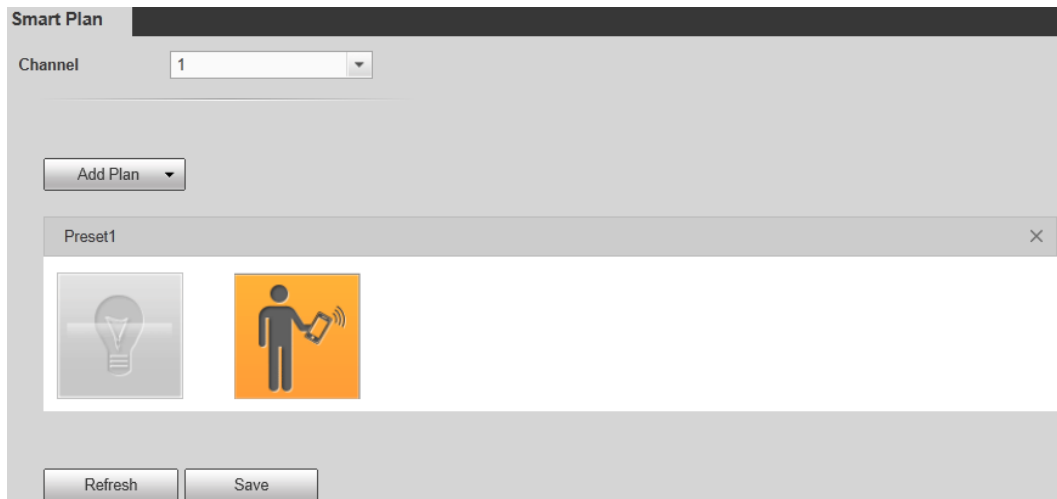 Smart Plan
Channel 1
Add Plan
Preset1
Refresh Save